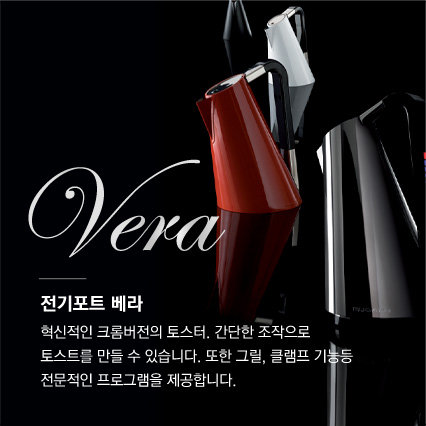 Vera
전기포트 베라
혁신적인 크롬버전의 토스터. 간단한 조작으로
토스트를 만들 수 있습니다. 또한 그릴, 클램프 기능등
전문적인 프로그램을 제공합니다.